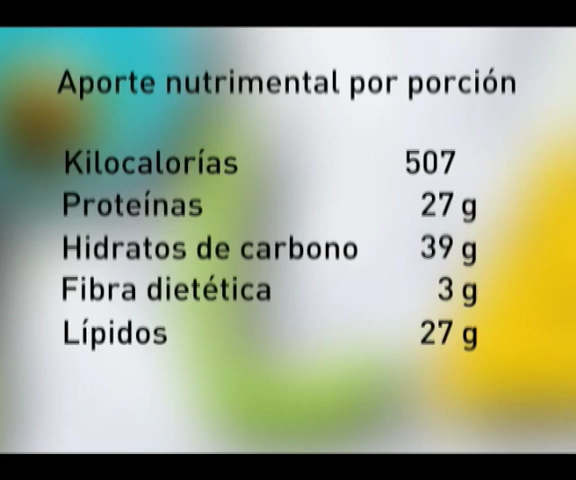 Aporte nutrimental por porción
Kilocalorías 507
Proteínas 27 g
Hidratos de carbono 39 g
Fibra dietética 3 g
Lípidos 27 g